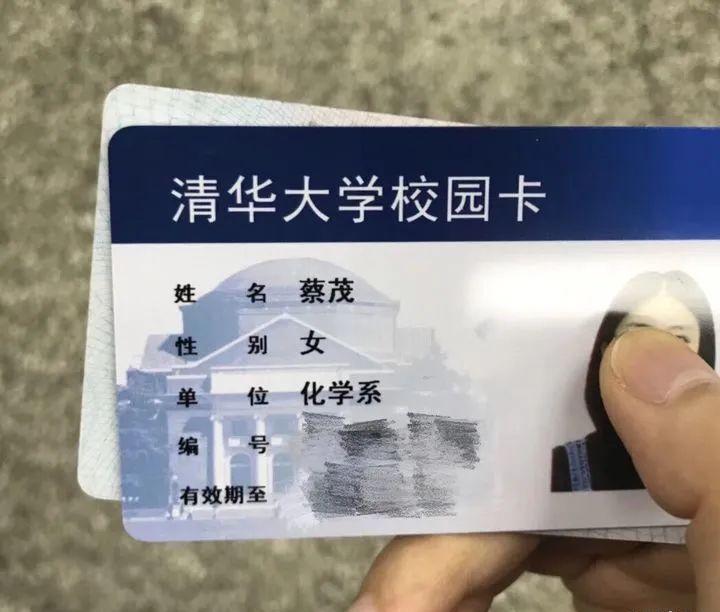 清华大学校园卡
姓名 蔡茂
性别 女
单位 化学系
编号
有效期至